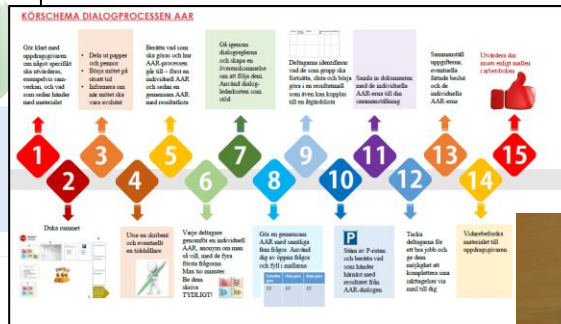 KÖRSCHEMA DIALOGPROCESSEN AAR
Gör klart med
uppdragsgivaren
om något specifikt
ska utvärderas,
exempelvis sam-
verkan, och vad
som sedan händer
med materialet
• Dela ut papper
och pennor
• Börja mötet på
utsatt tid
• Informera om
när mötet ska
vara avslutat
Berätta vad som
ska göras och hur
AAR-processen
går till – först en
individuell AAR
och sedan en
gemensam AAR
med resultatlista
Gå igenom
dialogreglerna
och skapa en
överenskommelse
om att följa dem.
Använd dialog-
ledarkorten som
stöd.
Deltagarna identifierar
vad de som grupp ska
fortsätta, sluta och börja
göra i en resultatmall
som även kan kopplas
till en åtgärdslista
Samla in dokumenten
med de individuella
AAR-erna till din
sammanställning
Sammanställ
uppgifterna,
eventuella
fattade beslut
och de
individuella
AAR-erna
Utvärdera din
insats enligt mallen
i arbetsboken
1
3
5
7
9
11
13
15
2
4
6
8
10
12
14
Duka rummet
Utse en skribent
och eventuellt
en tidhållare
Varje deltagare
genomför en individuell
AAR, anonym om man
så vill, med de fyra
första frågorna.
Max tio minuter.
Be dem
skriva
TYDLIGT!
Gör en gemensam
AAR med samtliga
fem frågor. Använd
dig av öppna frågor
och fyll i mallarna
P
Stäm av P-rutan
och berätta vad
som händer
härnäst med
resultatet från
AAR-dialogen
Tacka
deltagarna för
ett bra jobb och
ge dem
möjlighet att
komplettera sina
iakttagelser via
mail till dig
Vidarebefordra
materialet till
uppdragsgivaren